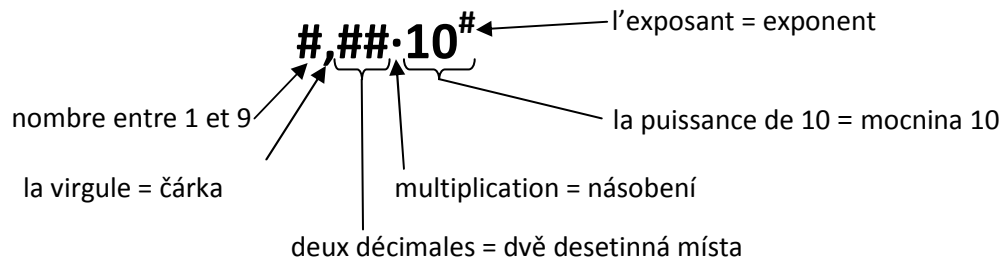 l’exposant = exponent
#,##·10#
nombre entre 1 et 9
la puissance de 10 = mocnina 10
la virgule = čárka
multiplication = násobení
deux décimales = dvě desetinná místa